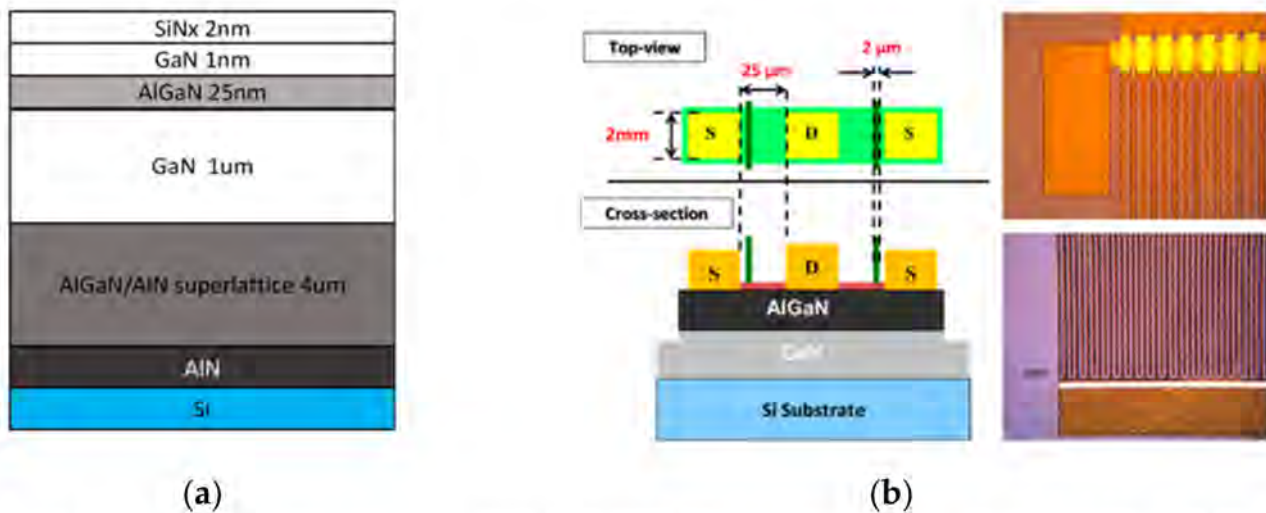 SiNx 2nm
GaN 1nm
AlGaN 25nm
GaN 1um
AlGaN/AlN superlattice 4um
AlN
Si
(a)
Top-view
25 μm
2 μm
2mm
S
D
S
Cross-section
S
D
S
AlGaN
GaN
Si Substrate
(b)